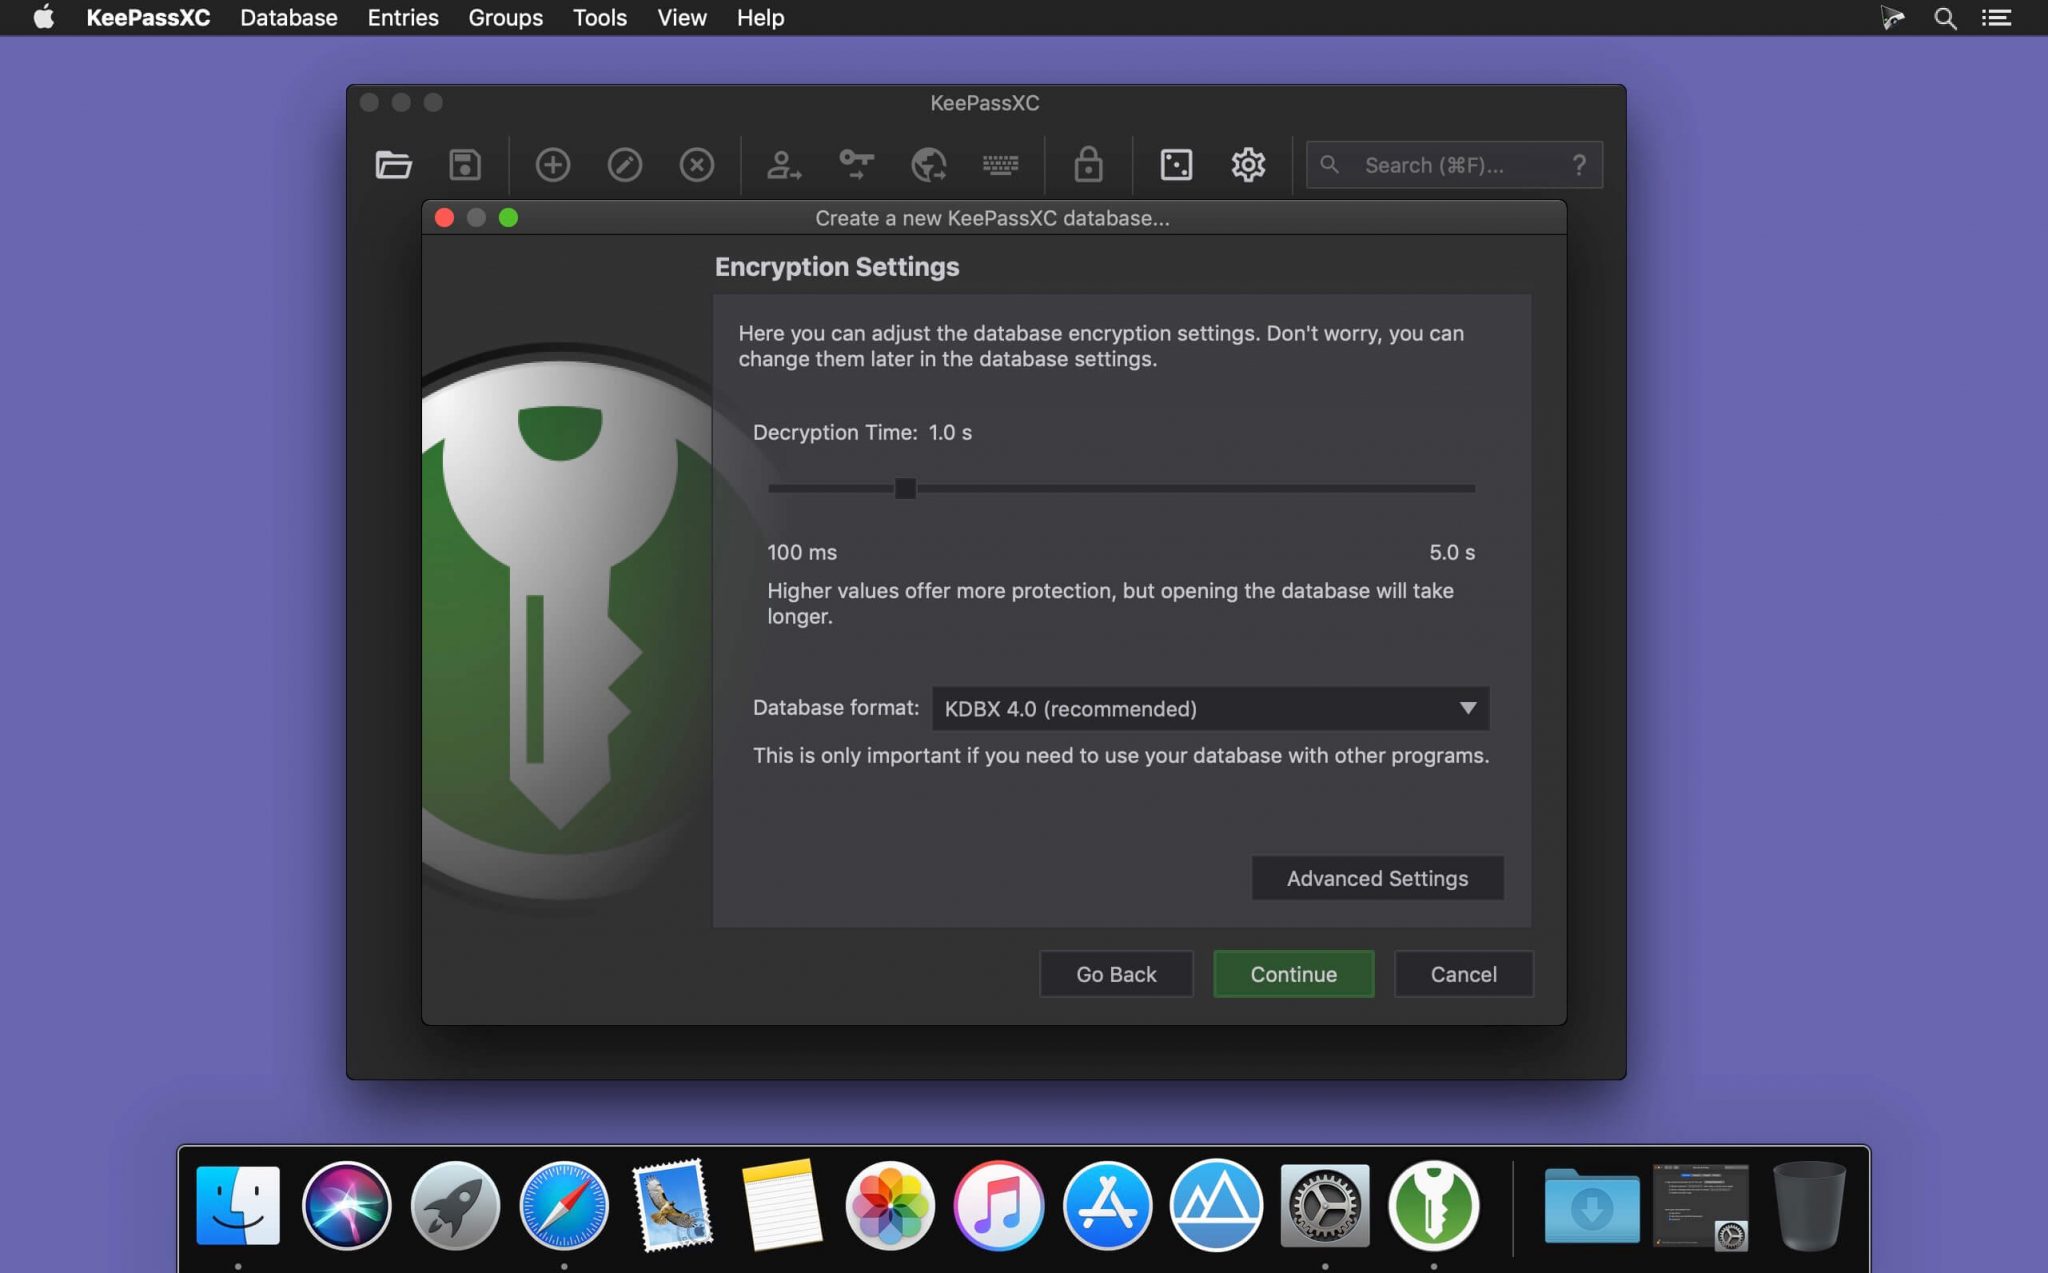 KeePassXC Database Entries Groups Tools View Help
KeePassXC
Search (⌘F)... ?
Create a new KeePassXC database...
Encryption Settings
Here you can adjust the database encryption settings. Don't worry, you can
change them later in the database settings.
Decryption Time: 1.0 s
100 ms 5.0 s
Higher values offer more protection, but opening the database will take
longer.
Database format: KDBX 4.0 (recommended)
This is only important if you need to use your database with other programs.
Advanced Settings
Go Back Continue Cancel